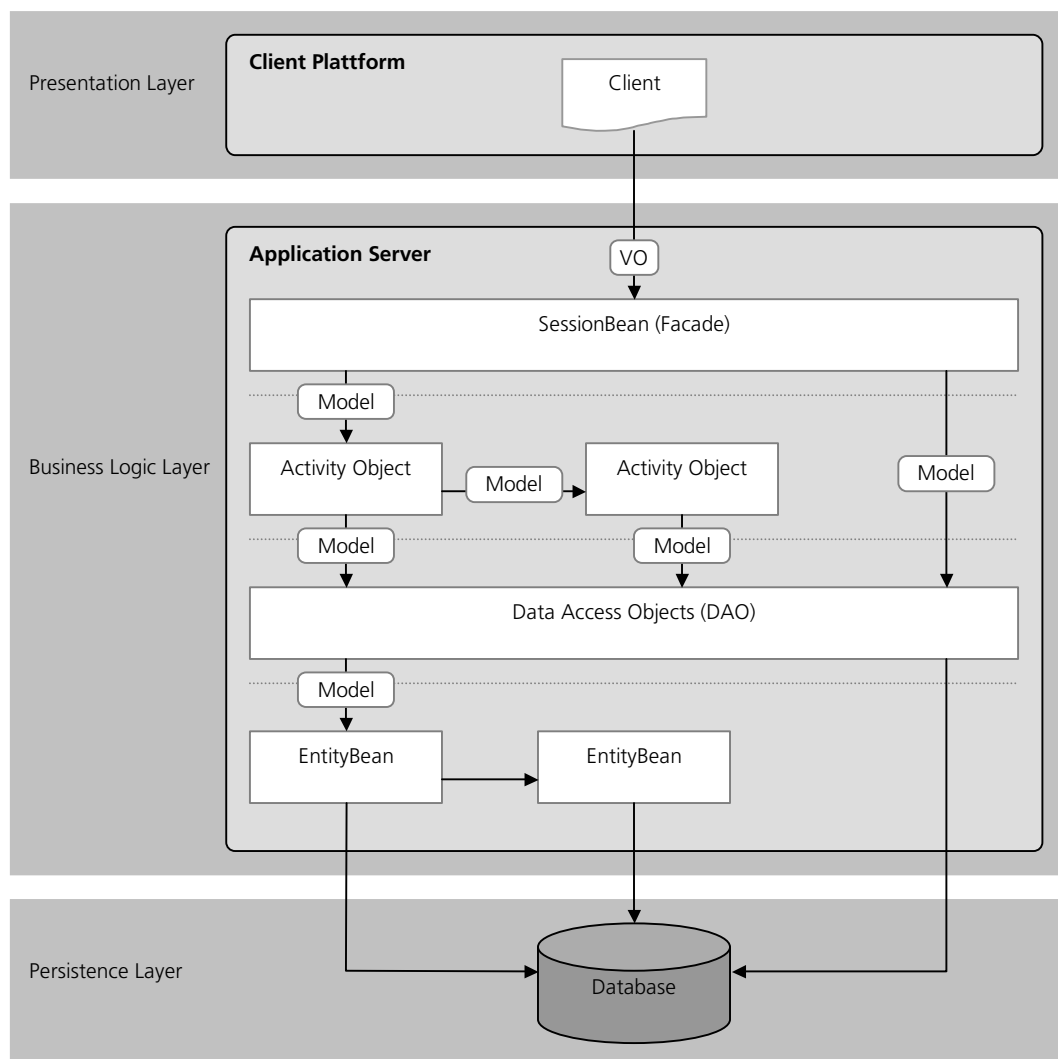 Client Plattform
Client
Presentation Layer
Application Server
VO
SessionBean (Facade)
Model
Business Logic Layer
Activity Object
Model
Activity Object
Model
Model
Model
Data Access Objects (DAO)
Model
EntityBean
EntityBean
Persistence Layer
Database